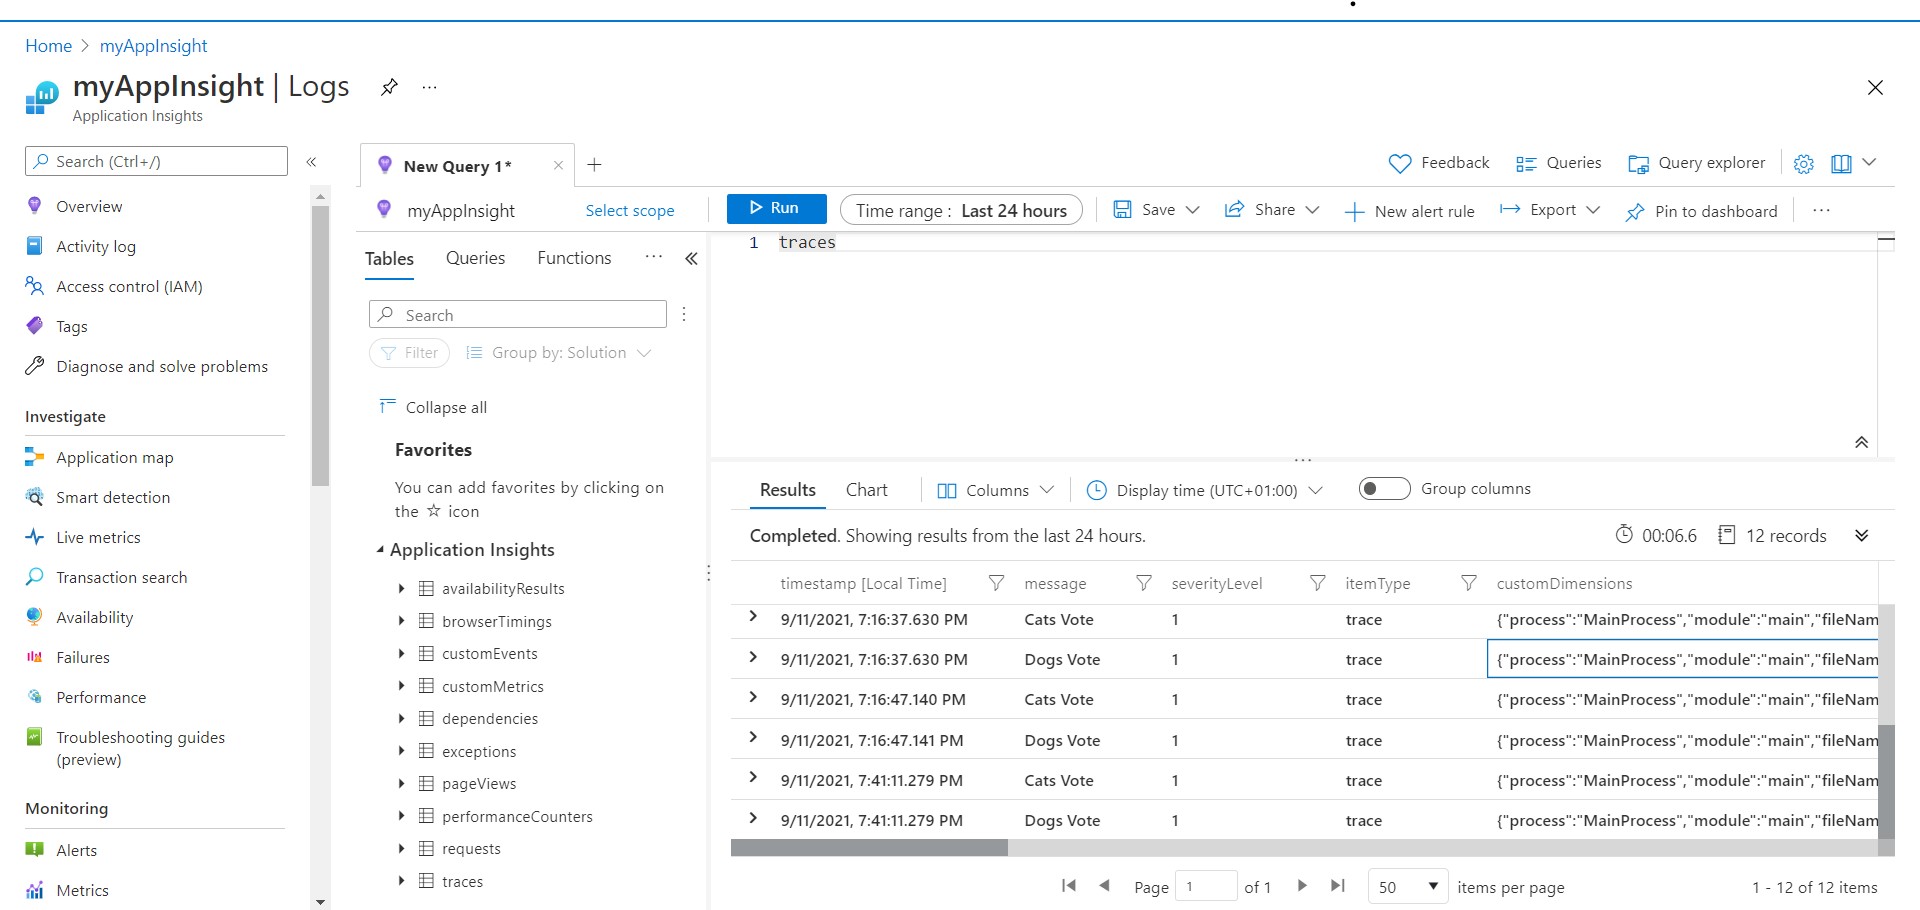 Home > myAppInsight
myAppInsight | Logs ...
Application Insights
Search (Ctrl+/) «
Overview
Activity log
Access control (IAM)
Tags
Diagnose and solve problems
Investigate
Application map
Smart detection
Live metrics
Transaction search
Availability
Failures
Performance
Troubleshooting guides
(preview)
Monitoring
Alerts
Metrics
New Query 1* × +
Feedback Queries Query explorer
myAppInsight Select scope Run Time range : Last 24 hours Save Share New alert rule Export Pin to dashboard ...
Tables Queries Functions ... «
Search
Filter Group by: Solution
Collapse all
Favorites
You can add favorites by clicking on
the ☆ icon
Application Insights
availabilityResults
browserTimings
customEvents
customMetrics
dependencies
exceptions
pageViews
performanceCounters
requests
traces
1 traces
Results Chart Columns Display time (UTC+01:00) Group columns
Completed. Showing results from the last 24 hours. 00:06.6 12 records
timestamp [Local Time] message severityLevel itemType customDimensions
9/11/2021, 7:16:37.630 PM Cats Vote 1 trace {"process":"MainProcess","module":"main","fileNam
9/11/2021, 7:16:37.630 PM Dogs Vote 1 trace {"process":"MainProcess","module":"main","fileNam
9/11/2021, 7:16:47.140 PM Cats Vote 1 trace {"process":"MainProcess","module":"main","fileNam
9/11/2021, 7:16:47.141 PM Dogs Vote 1 trace {"process":"MainProcess","module":"main","fileNam
9/11/2021, 7:41:11.279 PM Cats Vote 1 trace {"process":"MainProcess","module":"main","fileNam
9/11/2021, 7:41:11.279 PM Dogs Vote 1 trace {"process":"MainProcess","module":"main","fileNam
Page 1 of 1 50 items per page 1 - 12 of 12 items